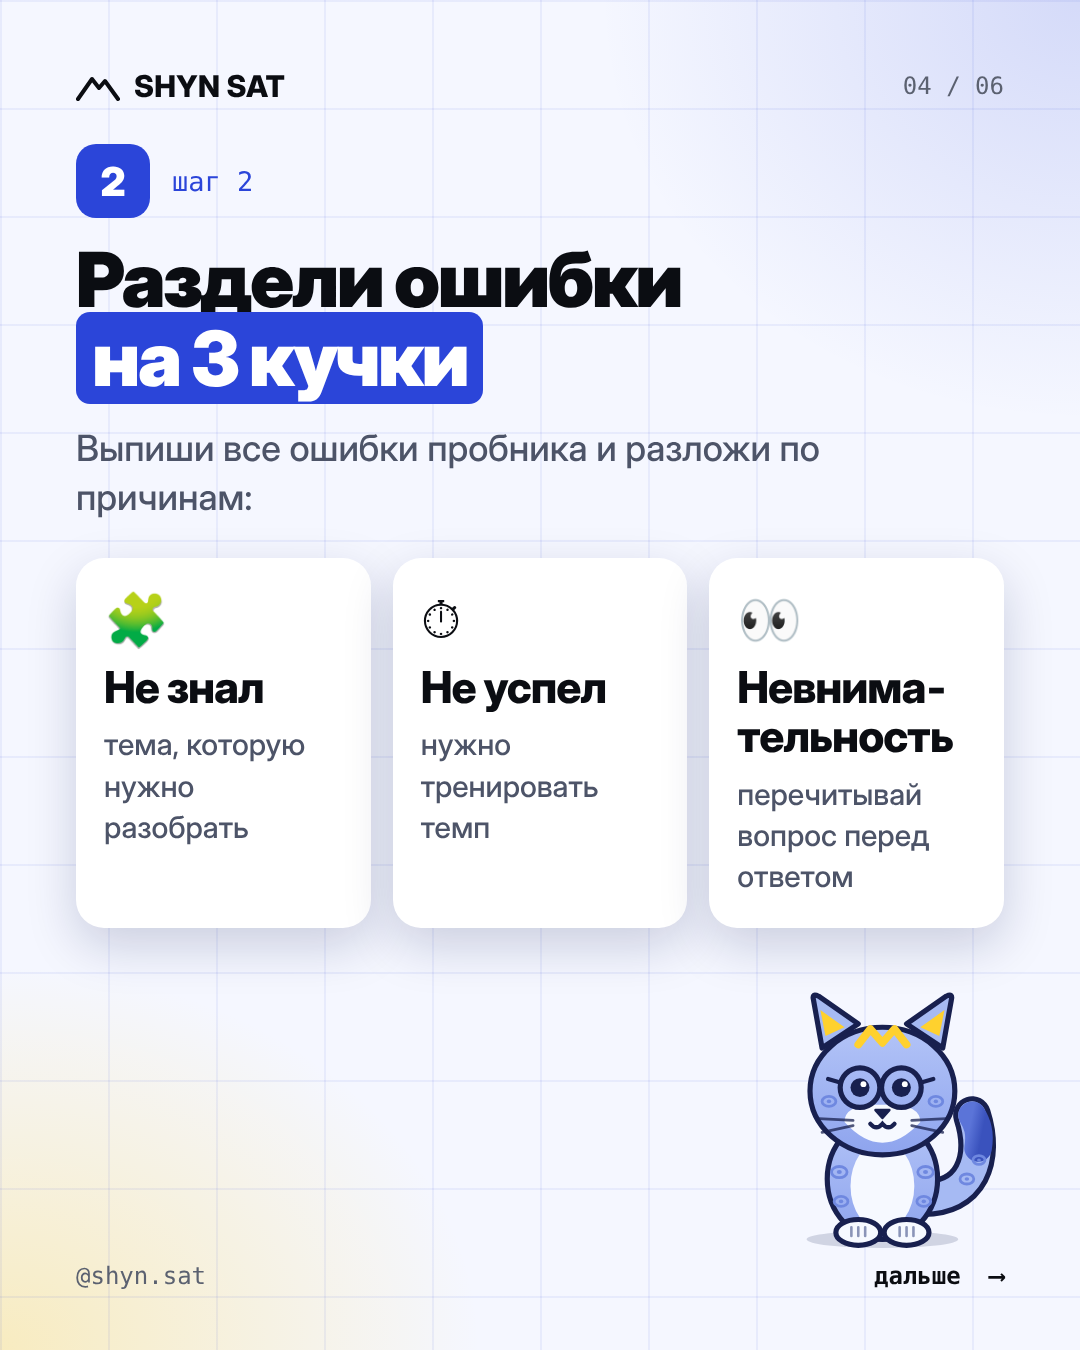 SHYN SAT
04 / 06
2
шаг 2
Раздели ошибки
на 3 кучки
Выпиши все ошибки пробника и разложи по
причинам:
Не знал
тема, которую
нужно
разобрать
Не успел
нужно
тренировать
темп
Невнима-
тельность
перечитывай
вопрос перед
ответом
@shyn.sat
дальше →